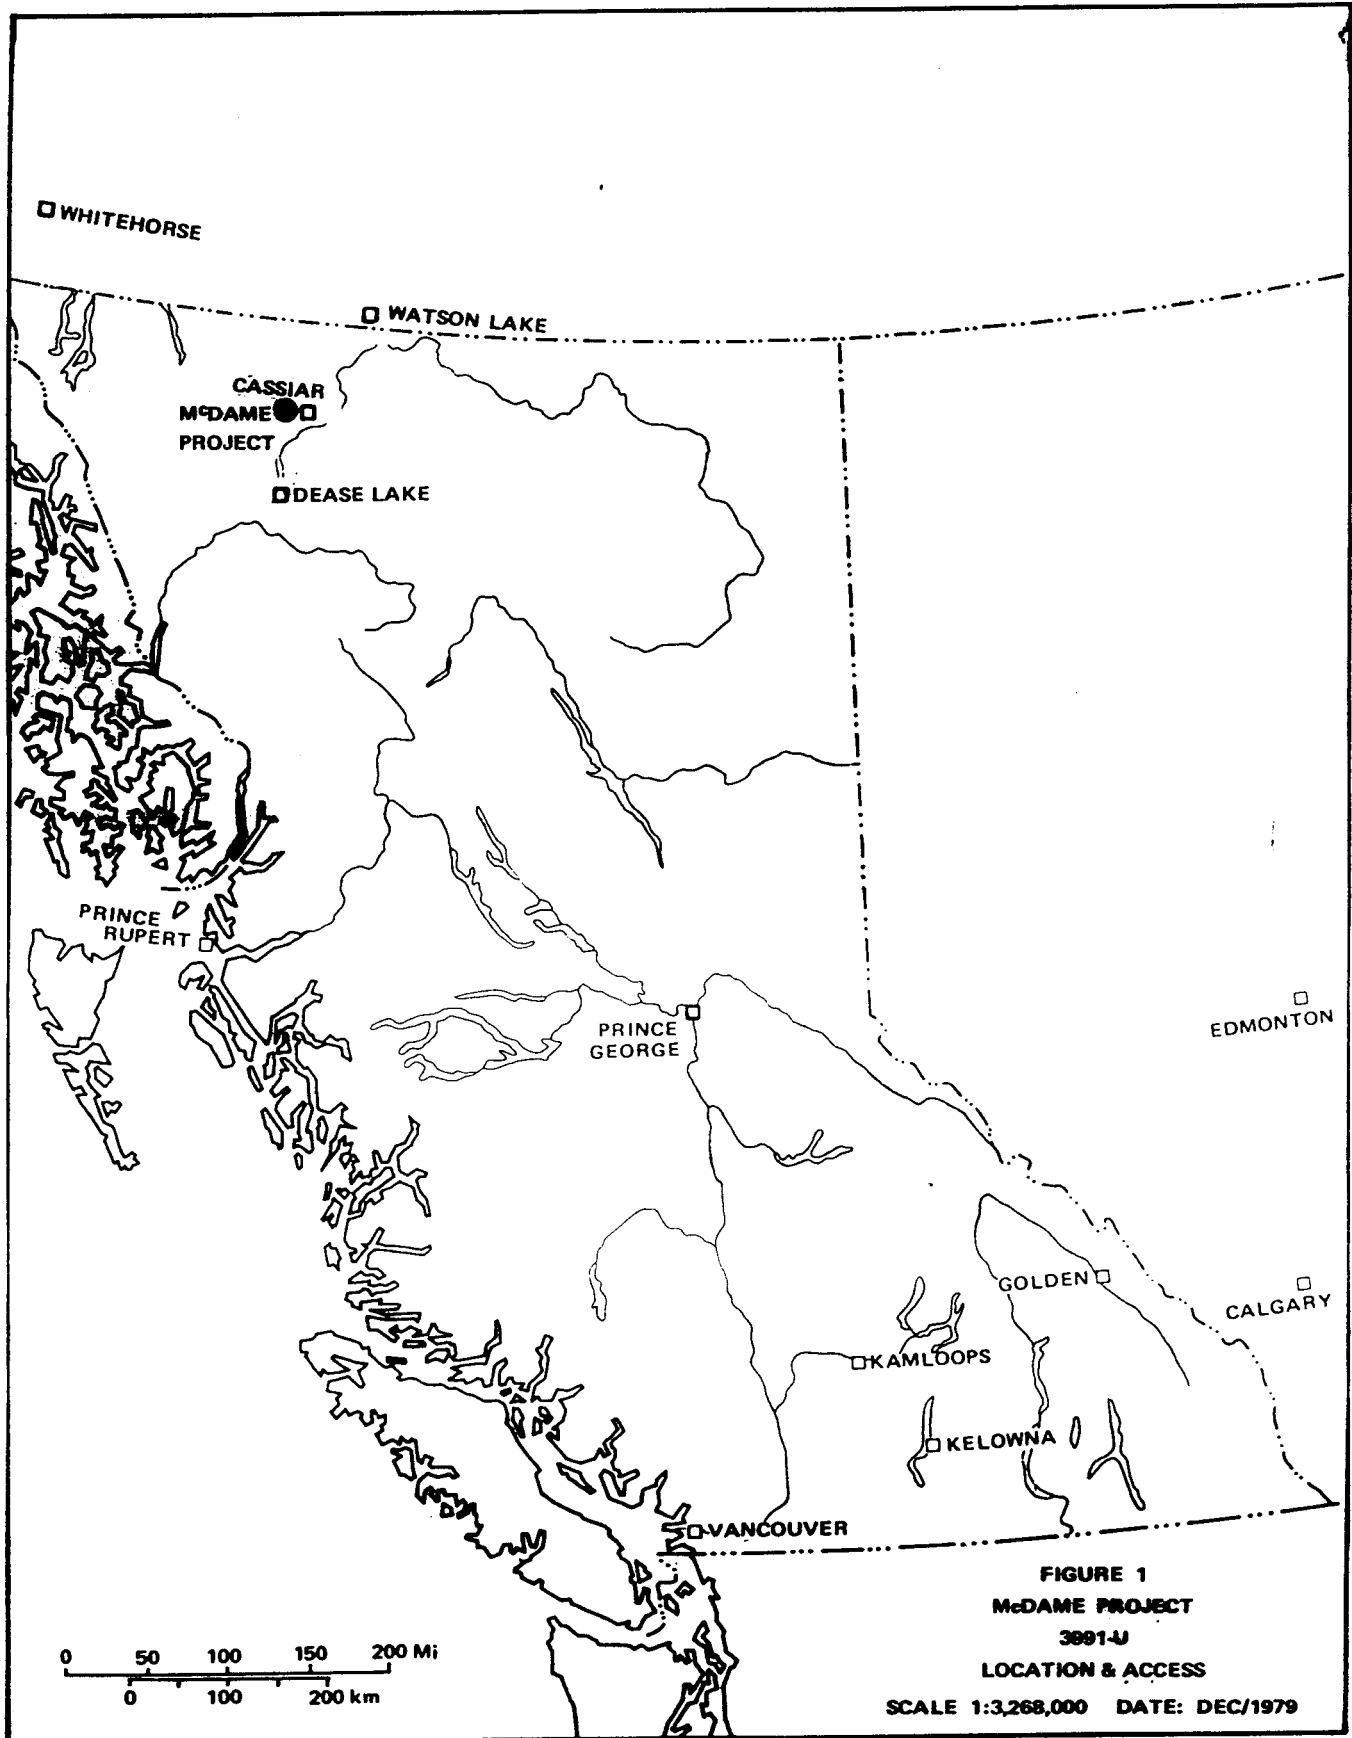 WHITEHORSE
WATSON LAKE
CASSIAR
McDAME
PROJECT
DEASE LAKE
PRINCE
RUPERT
PRINCE
GEORGE
EDMONTON
GOLDEN
CALGARY
KAMLOOPS
KELOWNA
VANCOUVER
FIGURE 1
McDAME PROJECT
3991-U
LOCATION & ACCESS
SCALE 1:3,268,000 DATE: DEC/1979
0 50 100 150 200 Mi
0 100 200 km